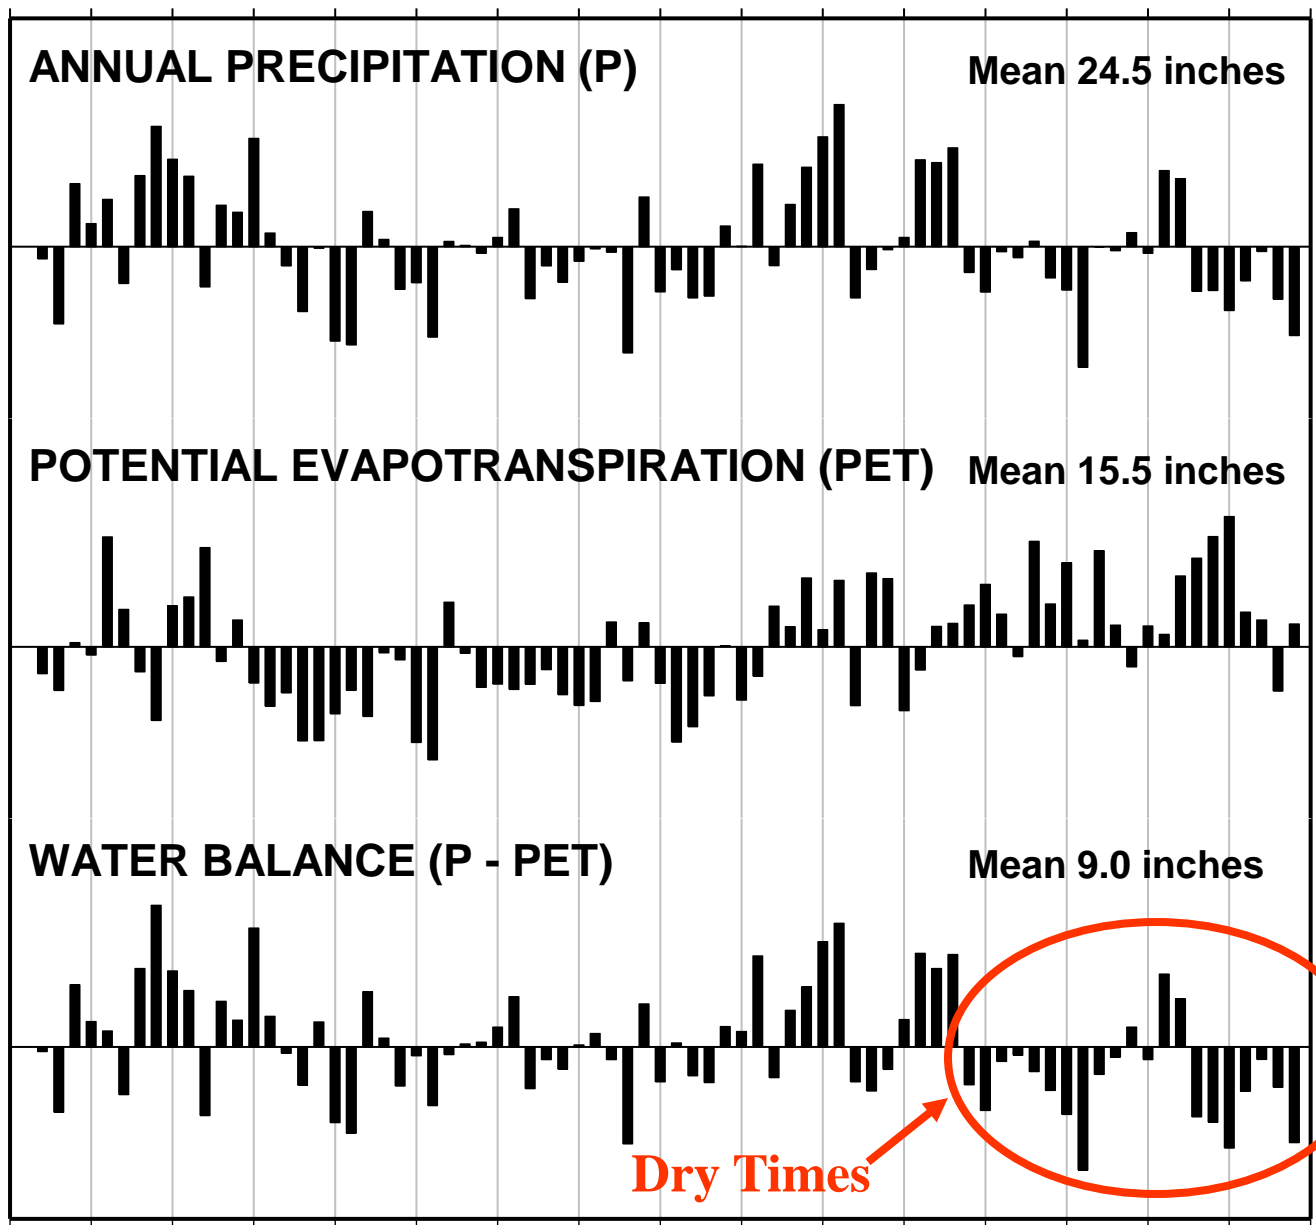 ANNUAL PRECIPITATION (P)
Mean 24.5 inches
POTENTIAL EVAPOTRANSPIRATION (PET)
Mean 15.5 inches
WATER BALANCE (P - PET)
Mean 9.0 inches
Dry Times